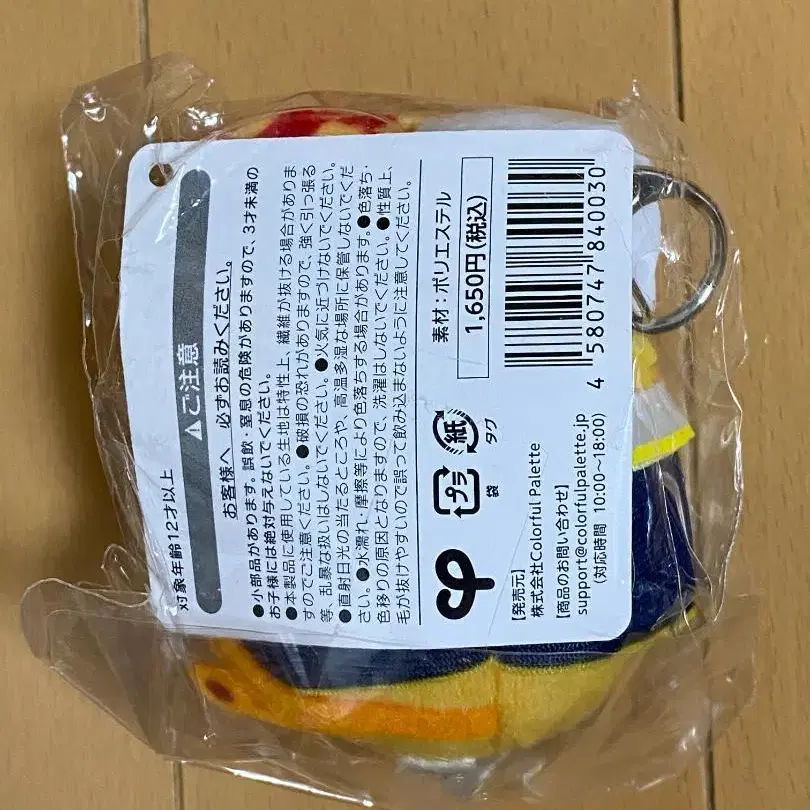 対象年齢12才以上
⚠ご注意
お客様へ 必ずお読みください。
●小部品があります。誤飲・窒息の危険がありますので、3才未満の
お子様には絶対与えないでください。
●本製品に使用している生地は特性上、繊維が抜ける場合がありま
すのでご注意ください。●破損の恐れがありますので、強く引っ張る
等、乱暴な扱いはしないでください。●火気に近づけないでください。
●直射日光の当たるところや、高温多湿な場所に保管しないでくだ
さい。●水濡れ、摩擦等により色落ちする場合があります。●色落ち・
色移りの原因となりますので、洗濯はしないでください。●性質上、
毛が抜けやすいので誤って飲み込まないように注意してください。
プラ
袋
紙
タグ
素材：ポリエステル
1,650円(税込)
【発売元】
株式会社Colorful Palette
【商品のお問い合わせ】
support@colorfulpalette.jp
(対応時間 10:00〜18:00)
4 580747 840030